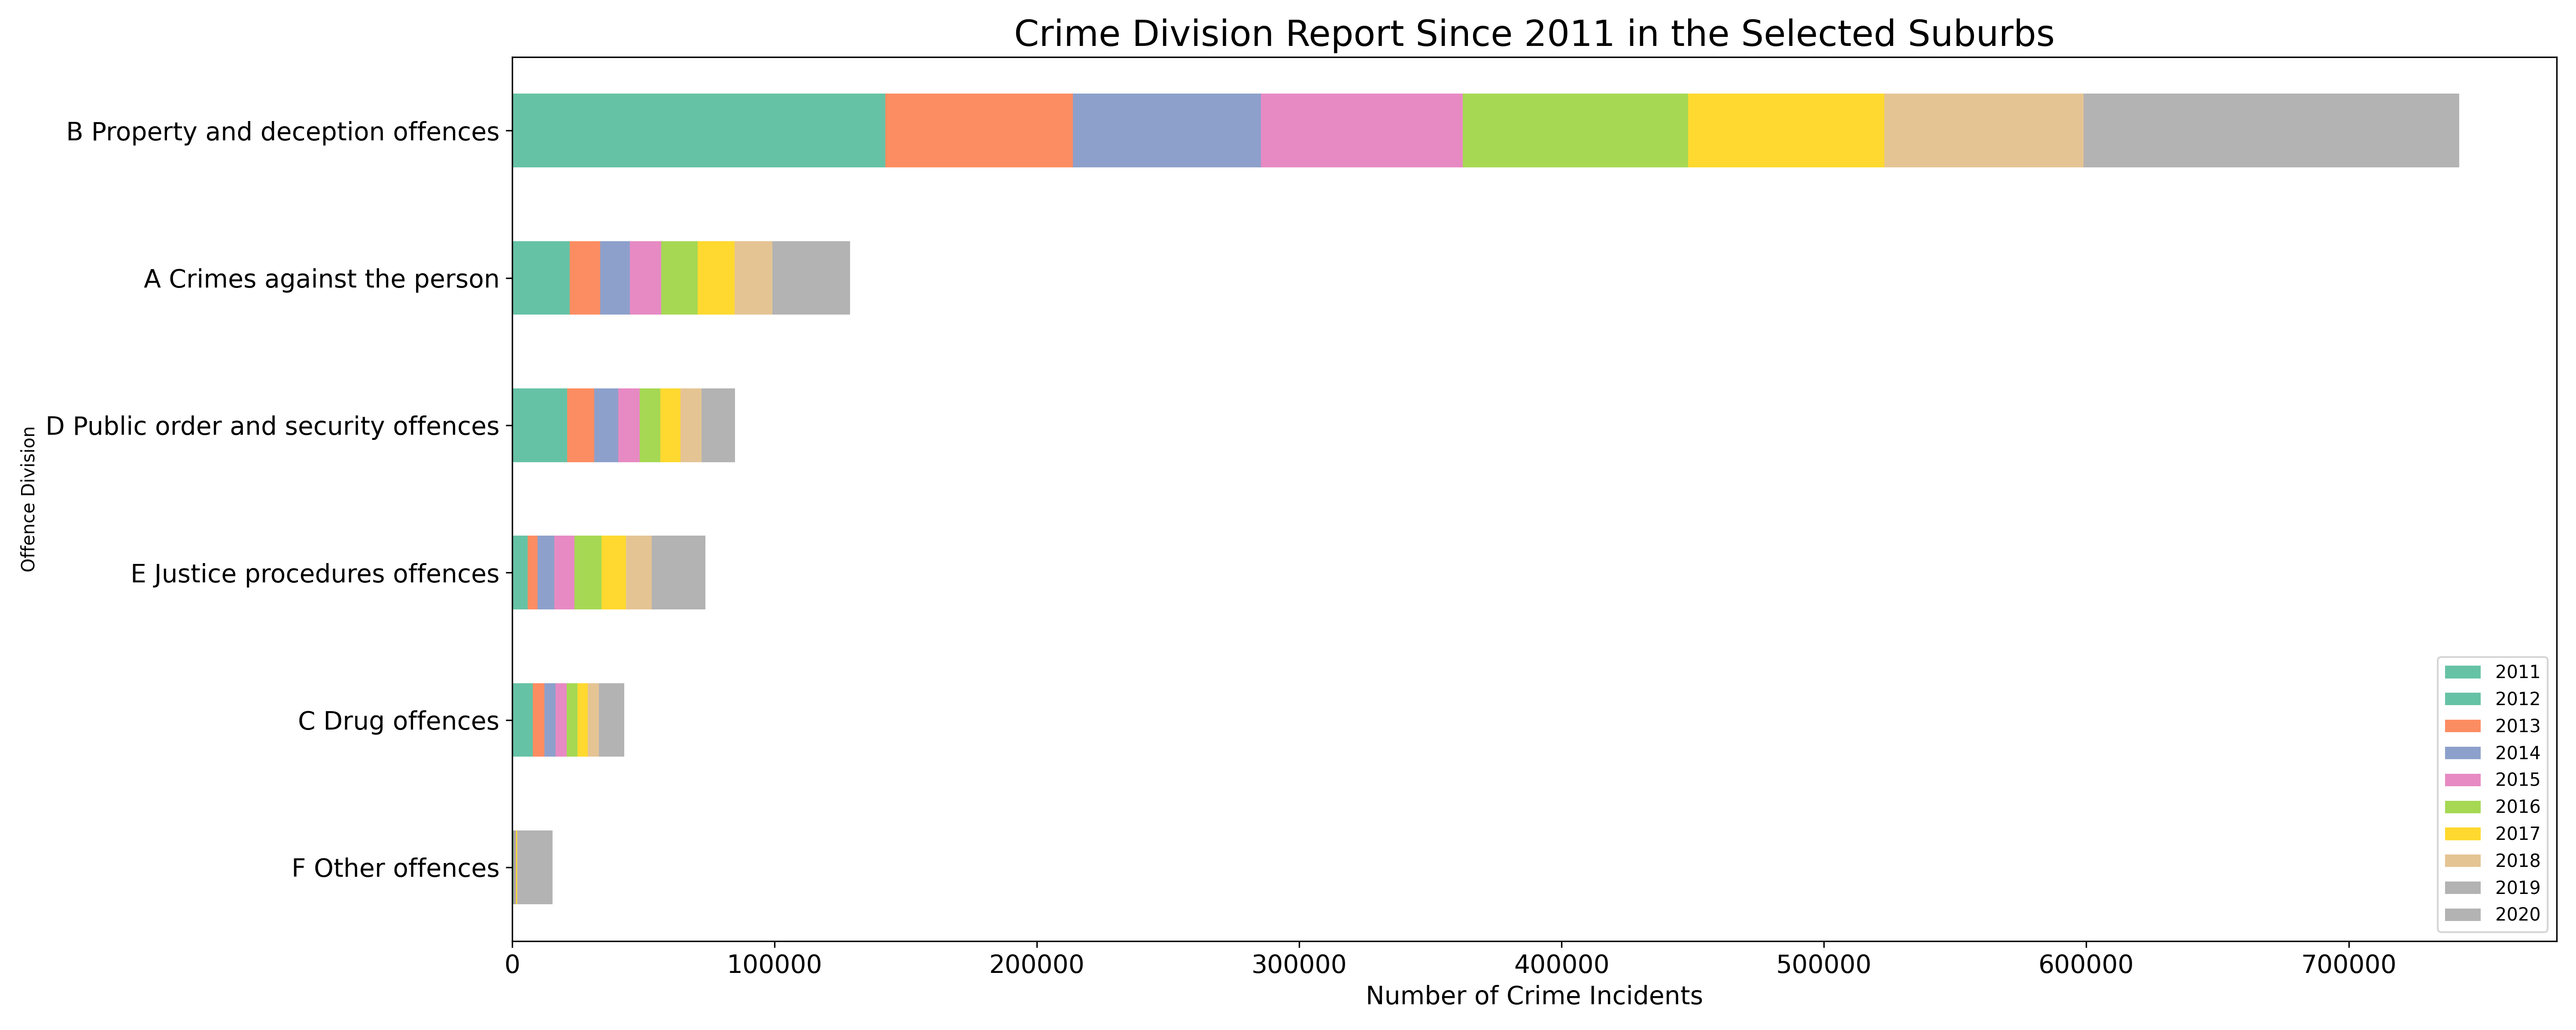 Crime Division Report Since 2011 in the Selected Suburbs
B Property and deception offences
A Crimes against the person
D Public order and security offences
E Justice procedures offences
C Drug offences
F Other offences
Offence Division
2011
2012
2013
2014
2015
2016
2017
2018
2019
2020
0 100000 200000 300000 400000 500000 600000 700000
Number of Crime Incidents